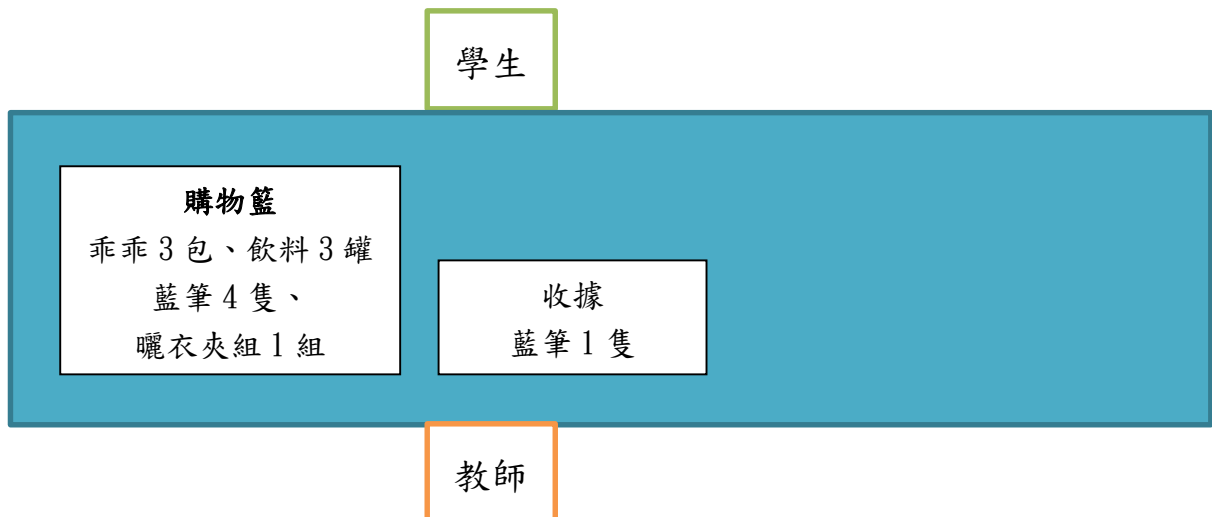 學生
購物籃
乖乖3包、飲料3罐
藍筆4隻、
曬衣夾組1組
收據
藍筆1隻
教師